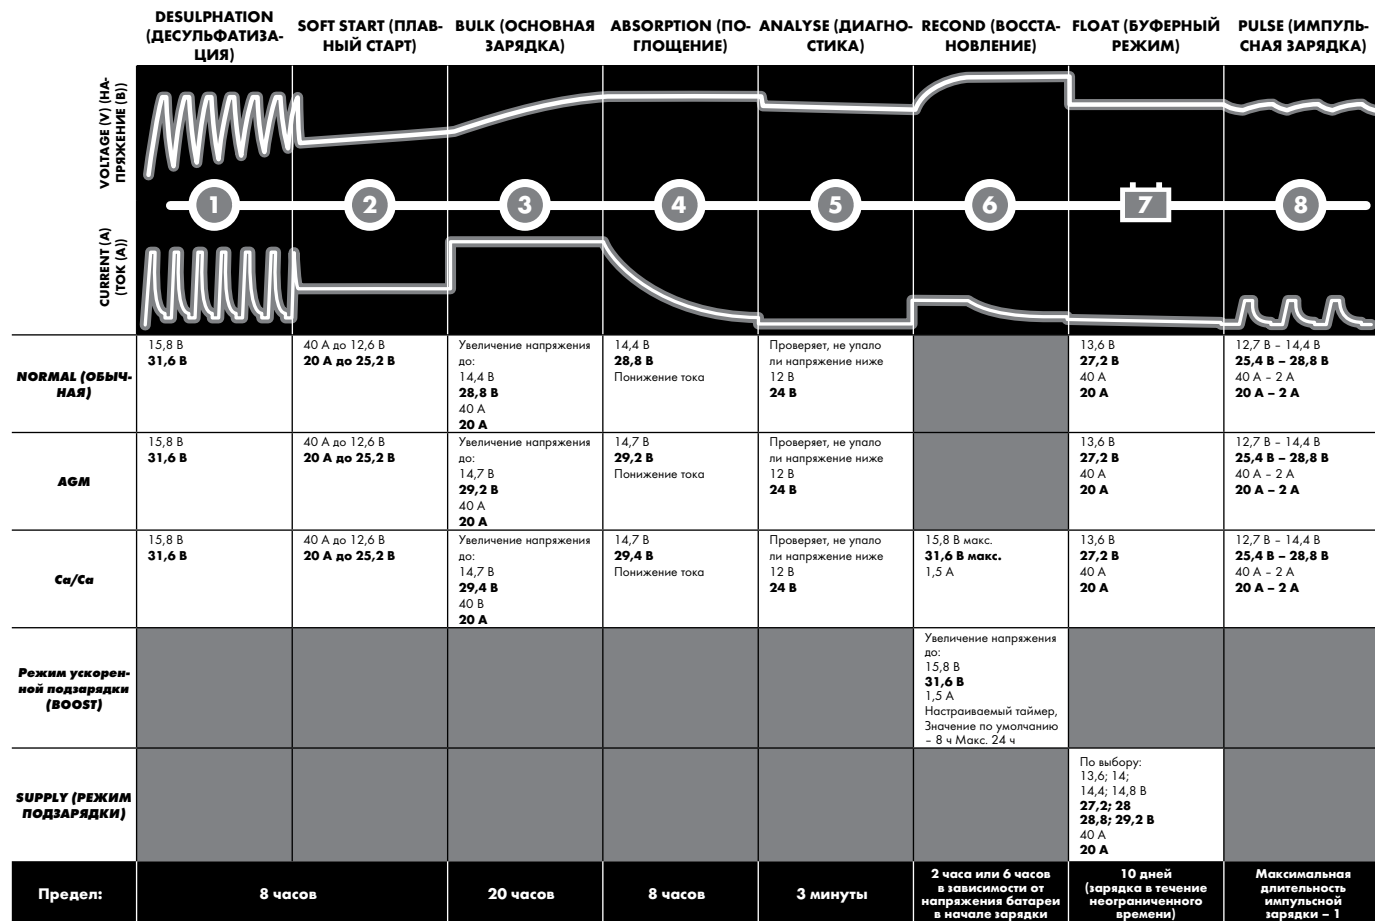 DESULPHATION
(ДЕСУЛЬФАТИЗА-
ЦИЯ)
SOFT START (ПЛАВ-
НЫЙ СТАРТ)
BULK (ОСНОВНАЯ
ЗАРЯДКА)
ABSORPTION (ПО-
ГЛОЩЕНИЕ)
ANALYSE (ДИАГНО-
СТИКА)
RECOND (ВОССТА-
НОВЛЕНИЕ)
FLOAT (БУФЕРНЫЙ
РЕЖИМ)
PULSE (ИМПУЛЬ-
СНАЯ ЗАРЯДКА)
VOLTAGE (V) (НА-
ПРЯЖЕНИЕ (В))
1
2
3
4
5
6
7
8
CURRENT (A)
(ТОК (А))
NORMAL (ОБЫЧ-
НАЯ)
15,8 В
31,6 В
40 А до 12,6 В
20 А до 25,2 В
Увеличение напряжения
до:
14,4 В
28,8 В
40 А
20 А
14,4 В
28,8 В
Понижение тока
Проверяет, не упало
ли напряжение ниже
12 В
24 В
13,6 В
27,2 В
40 А
20 А
12,7 В – 14,4 В
25,4 В – 28,8 В
40 А – 2 А
20 А – 2 А
AGM
15,8 В
31,6 В
40 А до 12,6 В
20 А до 25,2 В
Увеличение напряжения
до:
14,7 В
29,2 В
40 А
20 А
14,7 В
29,2 В
Понижение тока
Проверяет, не упало
ли напряжение ниже
12 В
24 В
13,6 В
27,2 В
40 А
20 А
12,7 В – 14,4 В
25,4 В – 28,8 В
40 А – 2 А
20 А – 2 А
Ca/Ca
15,8 В
31,6 В
40 А до 12,6 В
20 А до 25,2 В
Увеличение напряжения
до:
14,7 В
29,4 В
40 В
20 А
14,7 В
29,4 В
Понижение тока
Проверяет, не упало
ли напряжение ниже
12 В
24 В
15,8 В макс.
31,6 В макс.
1,5 А
13,6 В
27,2 В
40 А
20 А
12,7 В – 14,4 В
25,4 В – 28,8 В
40 А – 2 А
20 А – 2 А
Режим ускорен-
ной подзарядки
(BOOST)
Увеличение напряжения
до:
15,8 В
31,6 В
1,5 А
Настраиваемый таймер,
Значение по умолчанию
– 8 ч Макс. 24 ч
SUPPLY (РЕЖИМ
ПОДЗАРЯДКИ)
По выбору:
13,6; 14;
14,4; 14,8 В
27,2; 28
28,8; 29,2 В
40 А
20 А
Предел:
8 часов
20 часов
8 часов
3 минуты
2 часа или 6 часов
в зависимости от
напряжения батареи
в начале зарядки
10 дней
(зарядка в течение
неограниченного
времени)
Максимальная
длительность
импульсной
зарядки – 1